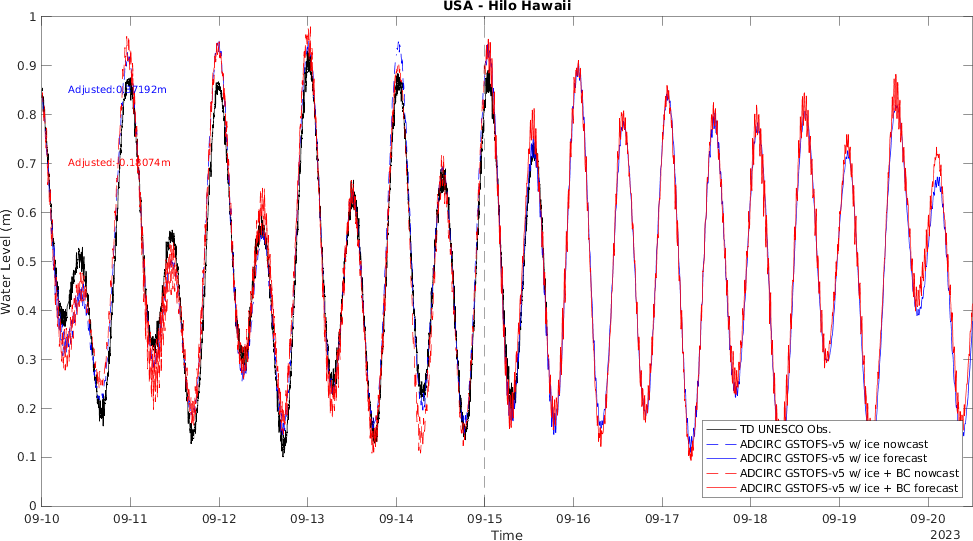 USA - Hilo Hawaii
1
0.9
0.8
0.7
0.6
0.5
0.4
0.3
0.2
0.1
0
Water Level (m)
Adjusted:-0.18074m
TD UNESCO Obs.
ADCIRC GSTOFS-v5 w/ ice nowcast
ADCIRC GSTOFS-v5 w/ ice forecast
ADCIRC GSTOFS-v5 w/ ice + BC nowcast
ADCIRC GSTOFS-v5 w/ ice + BC forecast
09-10 09-11 09-12 09-13 09-14 09-15 09-16 09-17 09-18 09-19 09-20
Time
2023